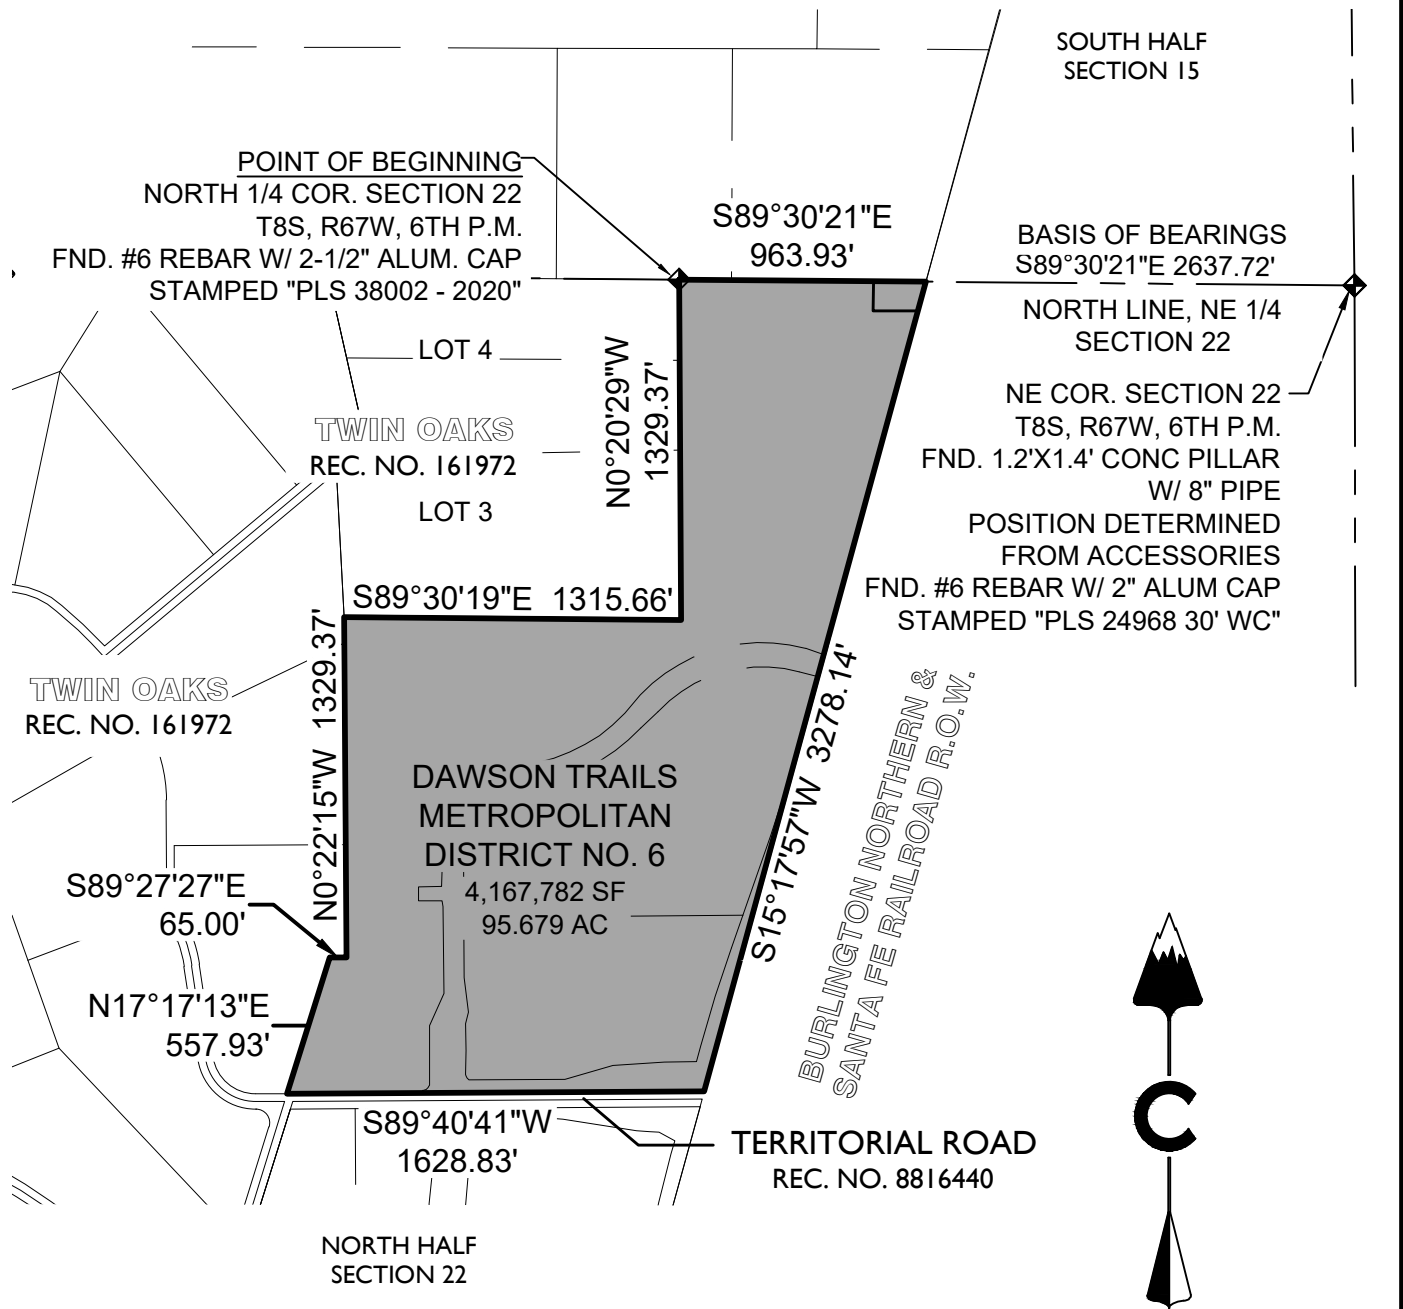 SOUTH HALF
SECTION 15
POINT OF BEGINNING
NORTH 1/4 COR. SECTION 22
T8S, R67W, 6TH P.M.
FND. #6 REBAR W/ 2-1/2" ALUM. CAP
STAMPED "PLS 38002 - 2020"
S89°30'21"E
963.93'
BASIS OF BEARINGS
S89°30'21"E 2637.72'
NORTH LINE, NE 1/4
SECTION 22
NE COR. SECTION 22
T8S, R67W, 6TH P.M.
FND. 1.2'X1.4' CONC PILLAR
W/ 8" PIPE
POSITION DETERMINED
FROM ACCESSORIES
FND. #6 REBAR W/ 2" ALUM CAP
STAMPED "PLS 24968 30' WC"
LOT 4
TWIN OAKS
REC. NO. 161972
LOT 3
N0°20'29"W
1329.37'
S89°30'19"E 1315.66'
TWIN OAKS
REC. NO. 161972
N0°22'15"W 1329.37'
DAWSON TRAILS
METROPOLITAN
DISTRICT NO. 6
4,167,782 SF
95.679 AC
S15°17'57"W 3278.14'
BURLINGTON NORTHERN &
SANTA FE RAILROAD R.O.W.
S89°27'27"E
65.00'
N17°17'13"E
557.93'
S89°40'41"W
1628.83'
TERRITORIAL ROAD
REC. NO. 8816440
NORTH HALF
SECTION 22
C